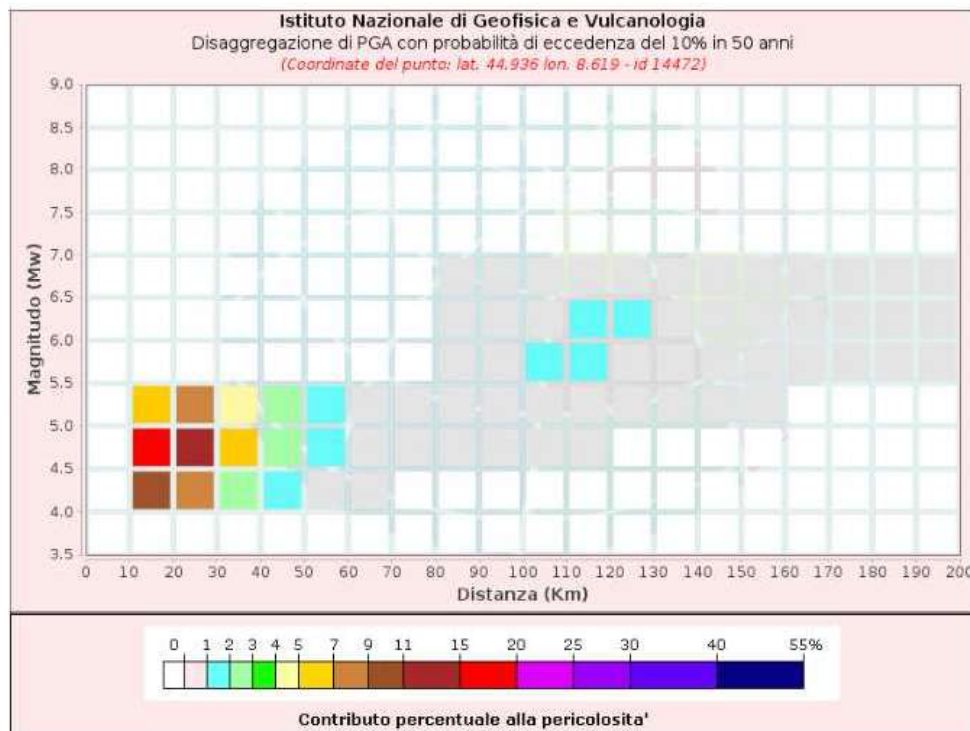 Istituto Nazionale di Geofisica e Vulcanologia
Disaggregazione di PGA con probabilità di eccedenza del 10% in 50 anni
(Coordinate del punto: lat. 44.936 lon. 8.619 - id 14472)
Magnitudo (Mw)
9.0
8.5
8.0
7.5
7.0
6.5
6.0
5.5
5.0
4.5
4.0
3.5
0 10 20 30 40 50 60 70 80 90 100 110 120 130 140 150 160 170 180 190 200
Distanza (Km)
0 1 2 3 4 5 7 9 11 15 20 25 30 40 55%
Contributo percentuale alla pericolosita'